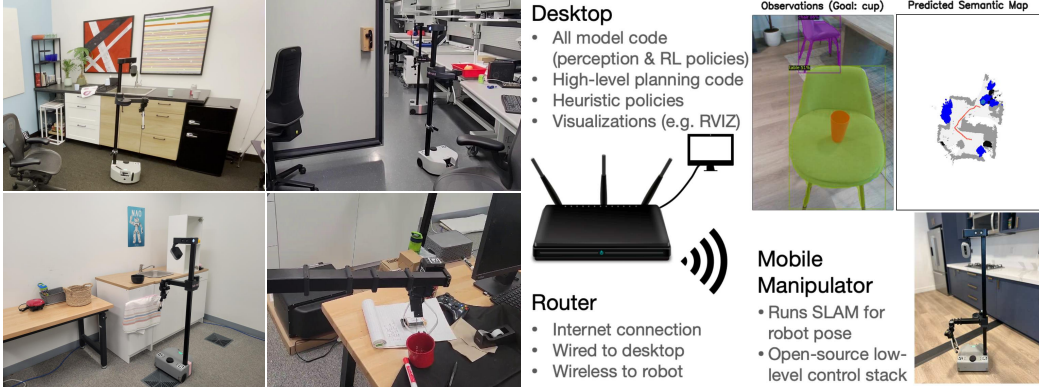 Desktop
• All model code
(perception & RL policies)
• High-level planning code
• Heuristic policies
• Visualizations (e.g. RVIZ)
Router
• Internet connection
• Wired to desktop
• Wireless to robot
Observations (Goal: cup)
Predicted Semantic Map
Mobile
Manipulator
• Runs SLAM for
robot pose
• Open-source low-
level control stack